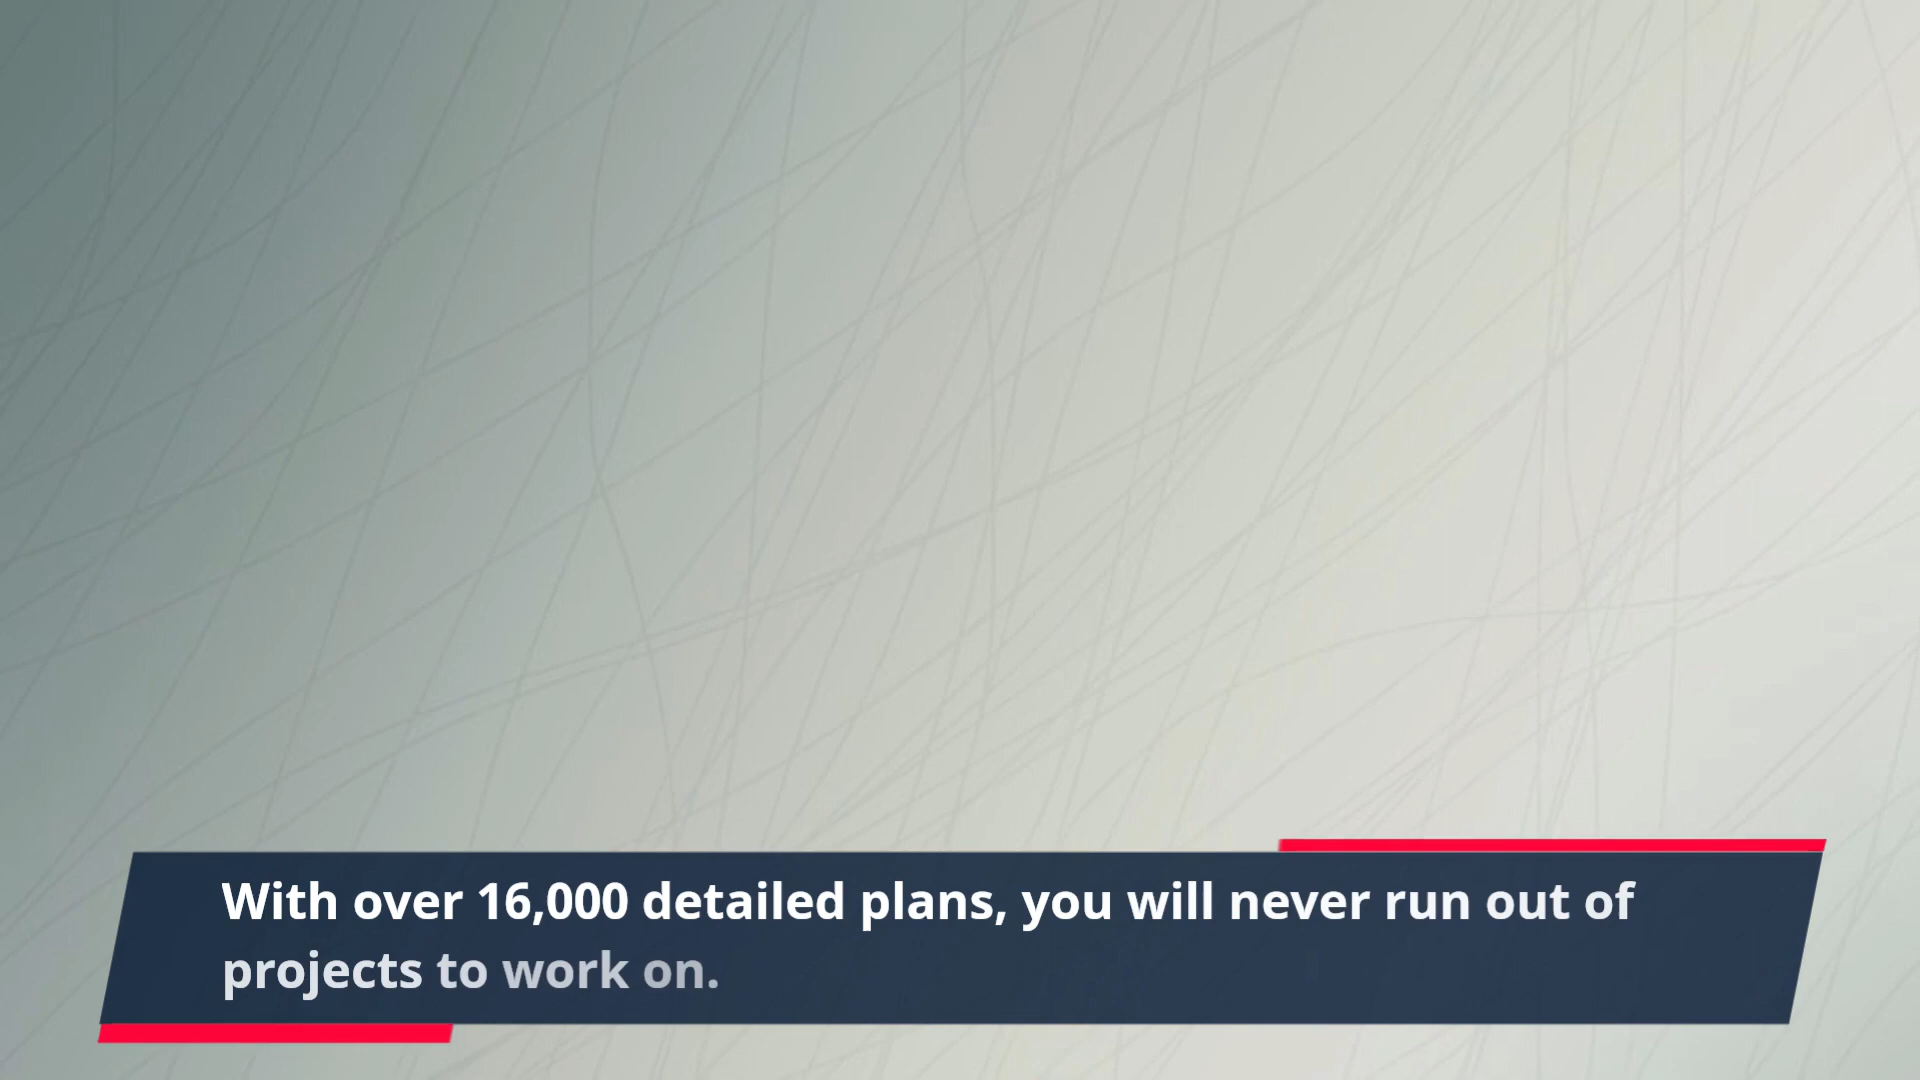 With over 16,000 detailed plans, you will never run out of
projects to work on.